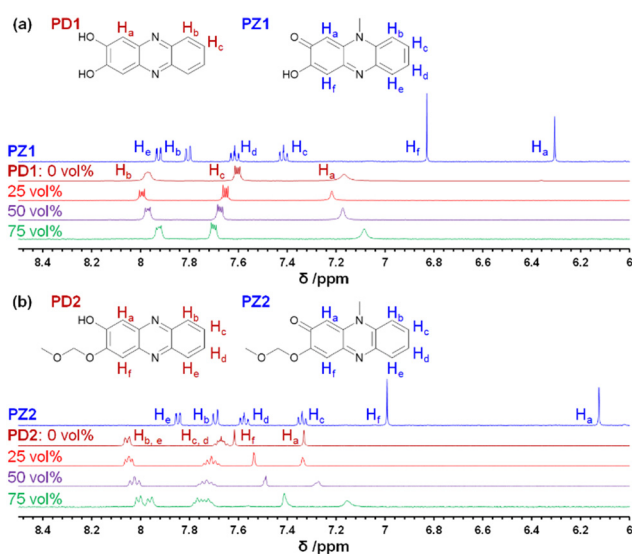 (a) PD1 PZ1
HO Ha N Hb O Ha N Hb
Hc Hc
HO N HO N Hd
Hf He
PZ1 He Hb Hd Hc Hf Ha
PD1: 0 vol% Hb Hc Ha
25 vol%
50 vol%
75 vol%
8.4 8.2 8 7.8 7.6 7.4 7.2 7 6.8 6.6 6.4 6.2 6
δ /ppm
(b) PD2 PZ2
HO Ha N Hb O Ha N Hb
Hc Hc
O O N Hd O O N Hd
Hf He Hf He
PZ2 He Hb Hd Hc Hf Ha
PD2: 0 vol% Hb, e Hc, d Hf Ha
25 vol%
50 vol%
75 vol%
8.4 8.2 8 7.8 7.6 7.4 7.2 7 6.8 6.6 6.4 6.2 6
δ /ppm